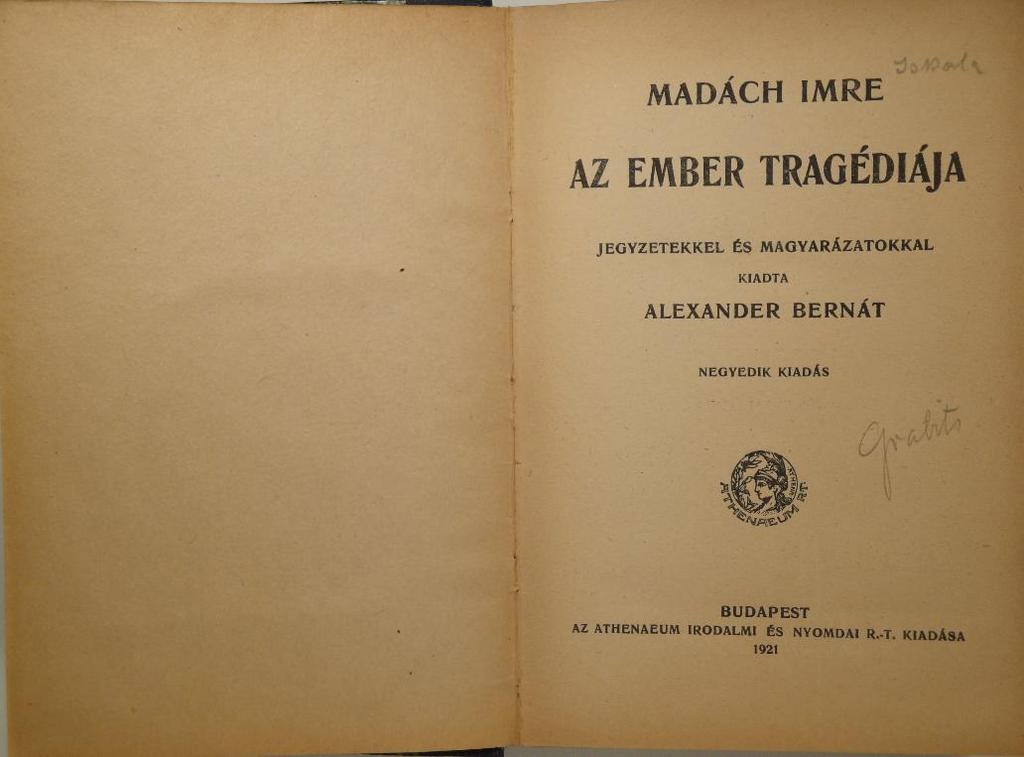 Iskola
MADÁCH IMRE
AZ EMBER TRAGÉDIÁJA
JEGYZETEKKEL ÉS MAGYARÁZATOKKAL
KIADTA
ALEXANDER BERNÁT
NEGYEDIK KIADÁS
Grabits
ATHENAEUM R.T.
BUDAPEST
AZ ATHENAEUM IRODALMI ÉS NYOMDAI R.-T. KIADÁSA
1921